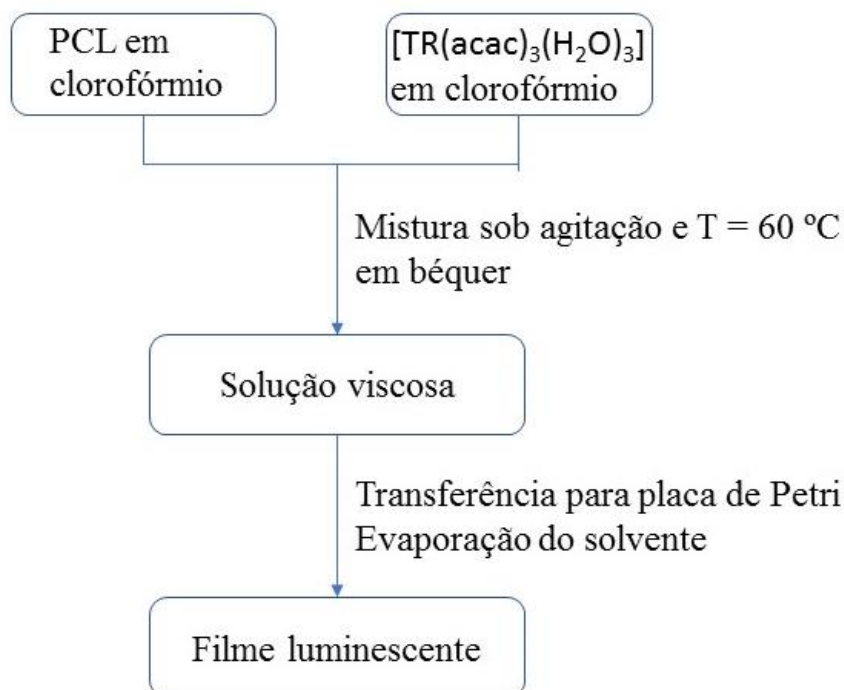 PCL em
clorofórmio
[TR(acac)₃(H₂O)₃]
em clorofórmio
Mistura sob agitação e T = 60 ºC
em béquer
Solução viscosa
Transferência para placa de Petri
Evaporação do solvente
Filme luminescente